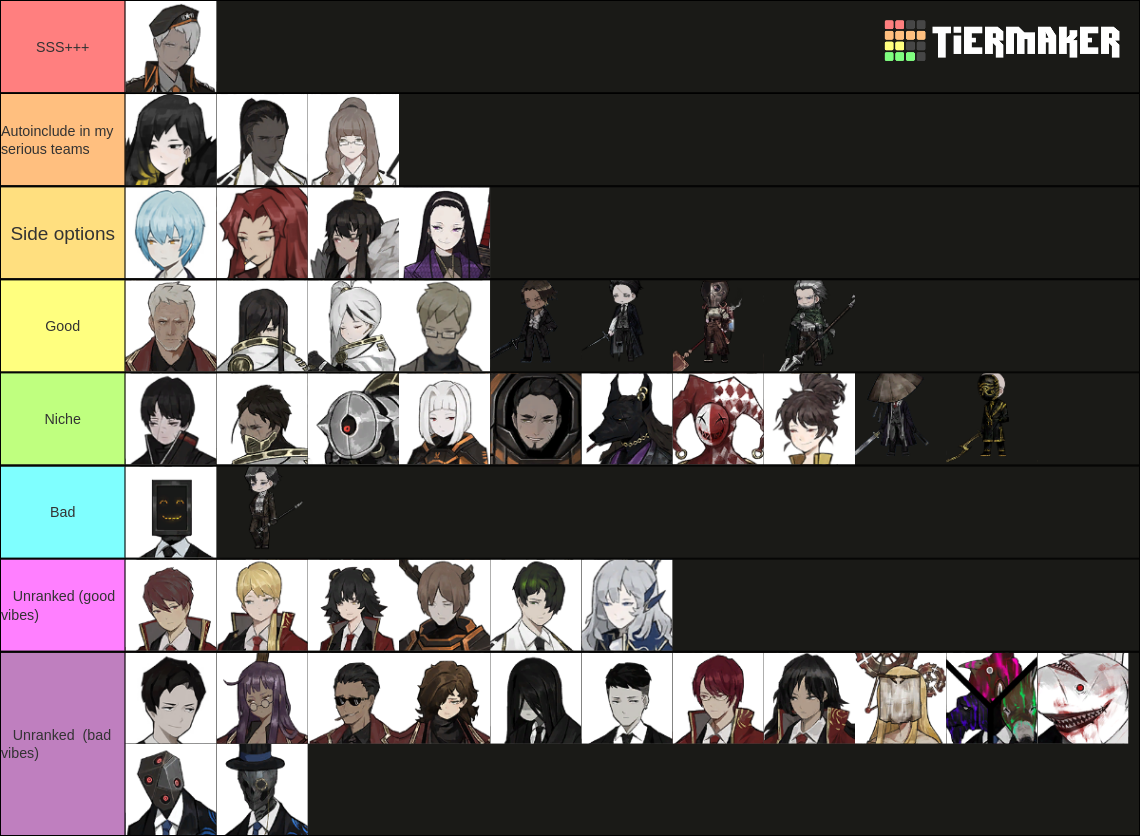 SSS+++
TIERMAKER
Autoinclude in my
serious teams
Side options
Good
Niche
Bad
Unranked (good
vibes)
Unranked (bad
vibes)